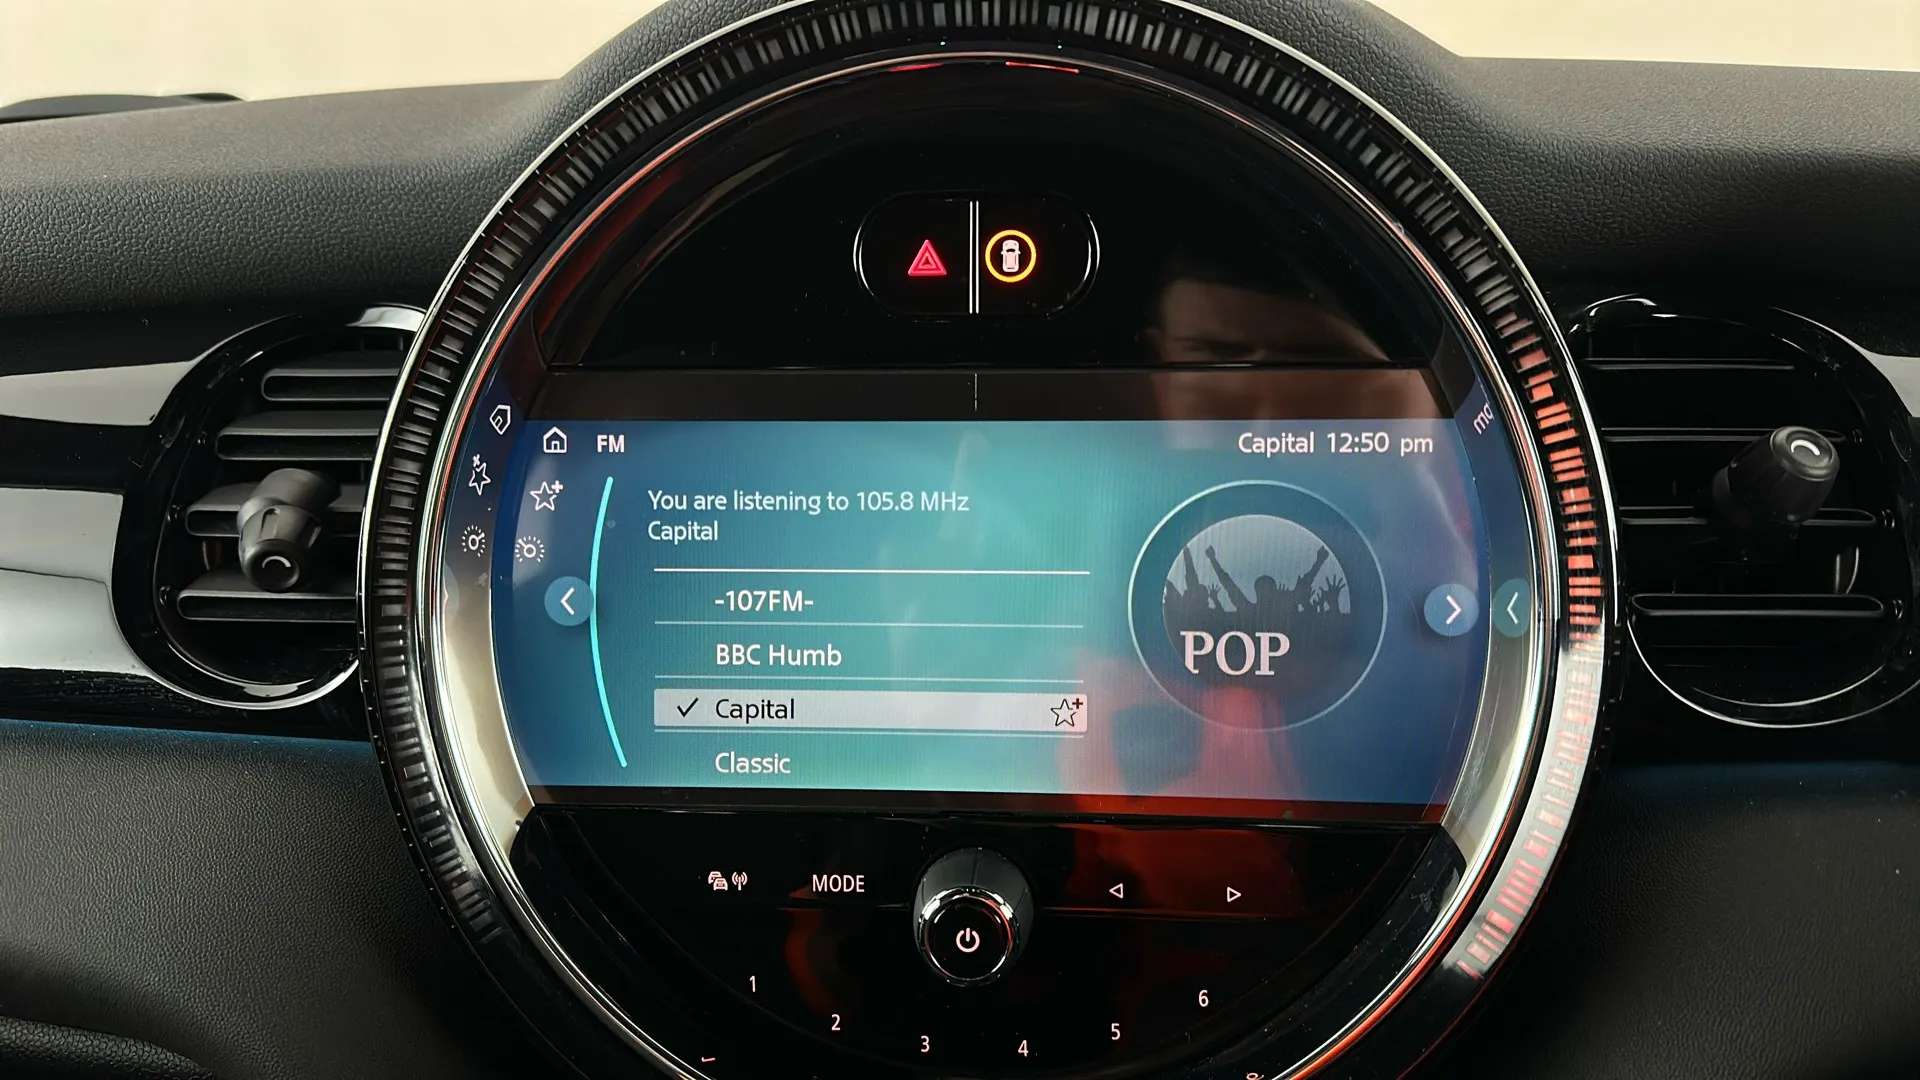 FM
Capital 12:50 pm
You are listening to 105.8 MHz
Capital
-107FM-
BBC Humb
Capital
Classic
POP
MODE
1
2
3
4
5
6